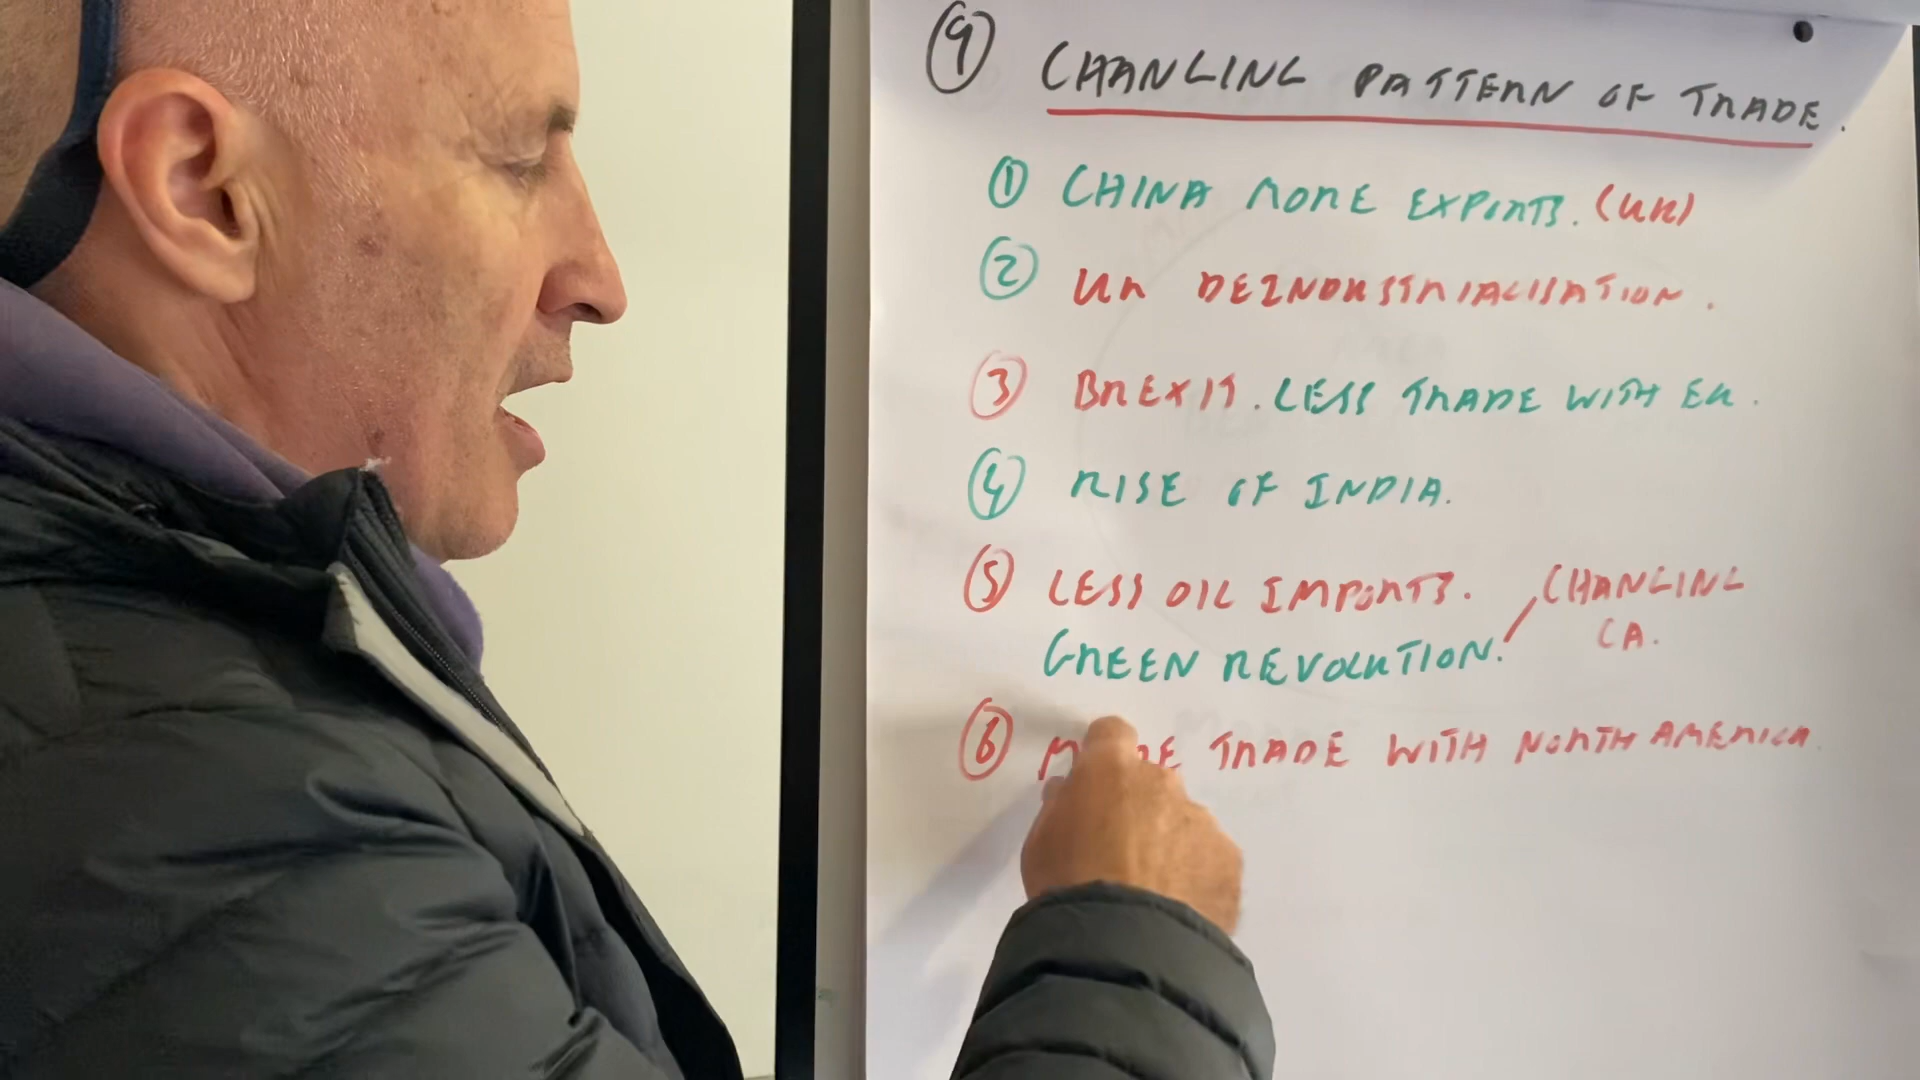 9 CHANGING PATTERN OF TRADE.
1 CHINA MORE EXPORTS. (UK)
2 UK DEINDUSTRIALISATION.
3 BREXIT. LESS TRADE WITH EU.
4 RISE OF INDIA.
5 LESS OIL IMPORTS. / CHANGING
CA.
GREEN REVOLUTION.
6 MORE TRADE WITH NORTH AMERICA.